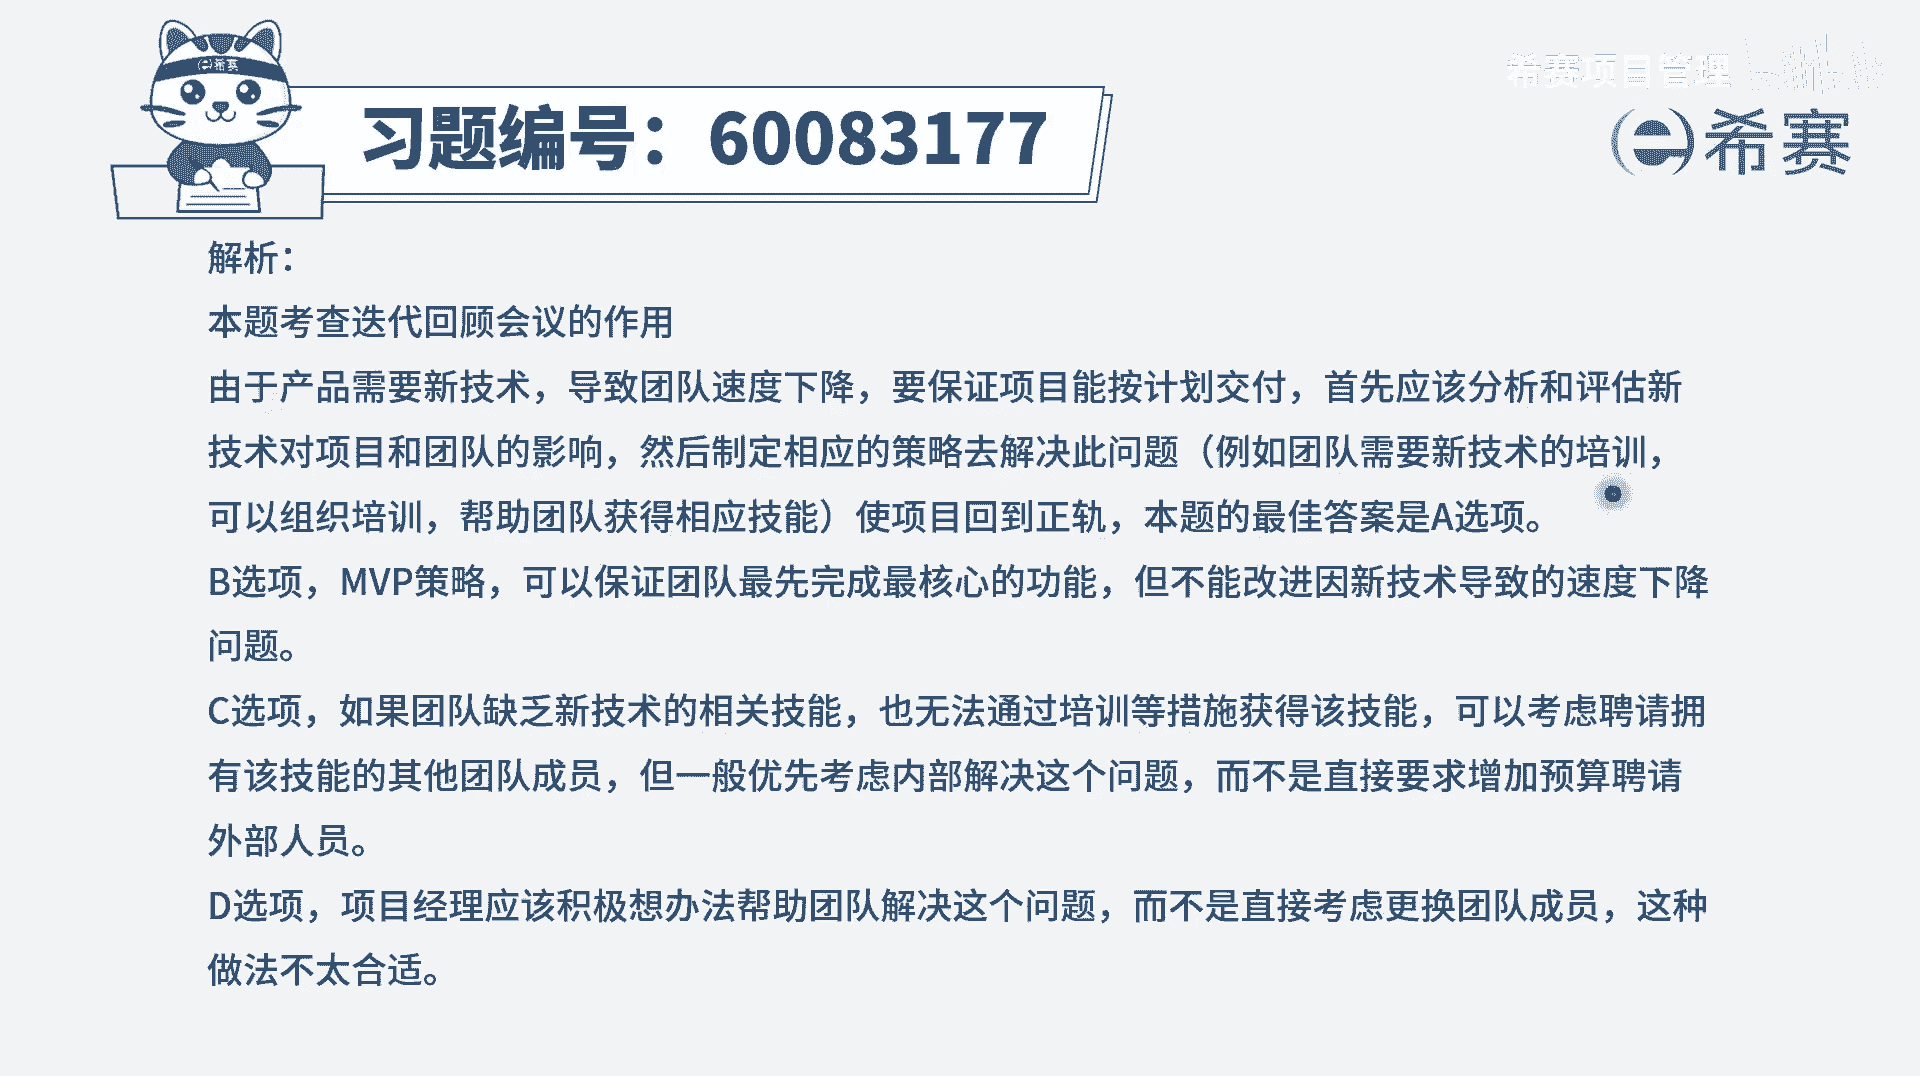 希赛
希赛项目管理
希赛
习题编号：60083177
解析：
本题考查迭代回顾会议的作用
由于产品需要新技术，导致团队速度下降，要保证项目能按计划交付，首先应该分析和评估新
技术对项目和团队的影响，然后制定相应的策略去解决此问题（例如团队需要新技术的培训，
可以组织培训，帮助团队获得相应技能）使项目回到正轨，本题的最佳答案是A选项。
B选项，MVP策略，可以保证团队最先完成最核心的功能，但不能改进因新技术导致的速度下降
问题。
C选项，如果团队缺乏新技术的相关技能，也无法通过培训等措施获得该技能，可以考虑聘请拥
有该技能的其他团队成员，但一般优先考虑内部解决这个问题，而不是直接要求增加预算聘请
外部人员。
D选项，项目经理应该积极想办法帮助团队解决这个问题，而不是直接考虑更换团队成员，这种
做法不太合适。